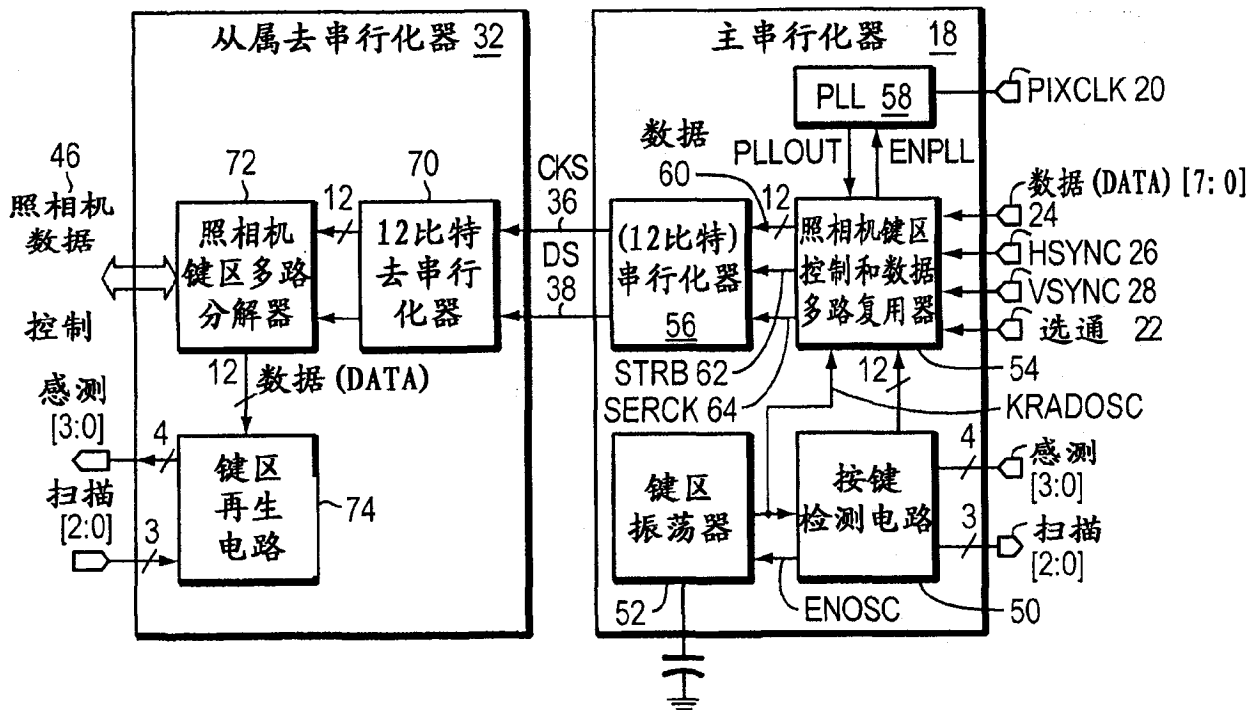 从属去串行化器 32
主串行化器 18
PLL 58
PIXCLK 20
数据
60
PLLOUT
ENPLL
46
照相机
数据
72
70
CKS
36
DS
38
12
12
数据(DATA) [7:0]
24
HSYNC 26
VSYNC 28
选通 22
照相机
键区多路
分解器
12比特
去串行
化器
(12比特)
串行化器
56
照相机键区
控制和数据
多路复用器
54
控制
12
数据(DATA)
STRB 62
SERCK 64
12
KRADOSC
感测
[3:0]
4
扫描
[2:0]
3
键区
再生
电路
74
键区
振荡器
52
按键
检测电路
50
4
感测
[3:0]
3
扫描
[2:0]
ENOSC